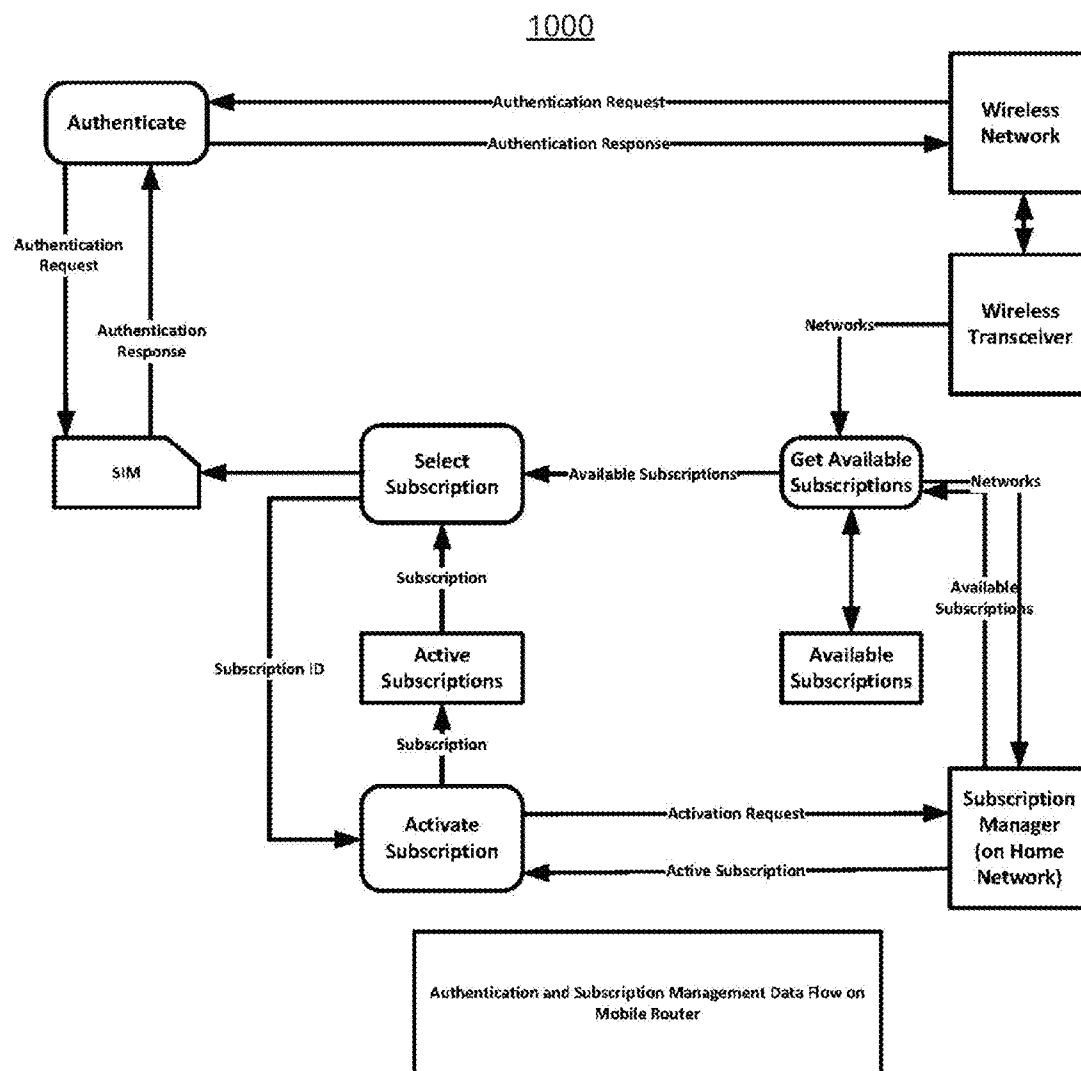 1000
Authenticate
Authentication Request
Authentication Response
Wireless
Network
Authentication
Request
Authentication
Response
Networks
Wireless
Transceiver
SIM
Select
Subscription
Available Subscriptions
Get Available
Subscriptions
Networks
Subscription
Available
Subscriptions
Subscription ID
Active
Subscriptions
Available
Subscriptions
Subscription
Activate
Subscription
Activation Request
Active Subscription
Subscription
Manager
(on Home
Network)
Authentication and Subscription Management Data Flow on
Mobile Router